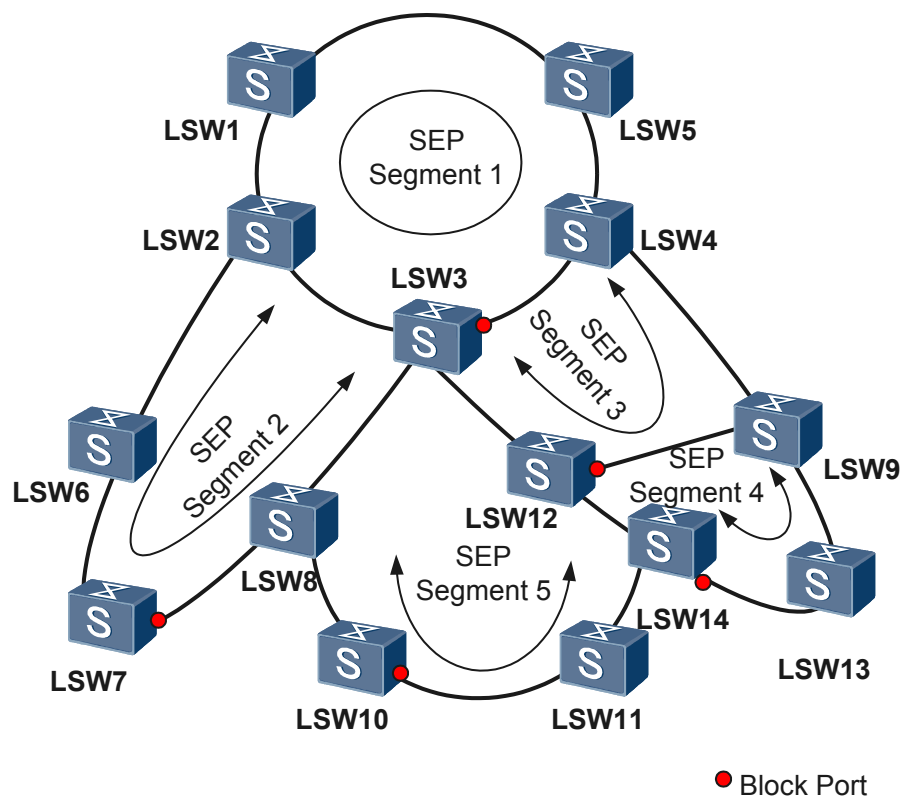 LSW1
LSW5
SEP
Segment 1
LSW2
LSW4
LSW3
SEP
Segment 3
SEP
Segment 2
LSW6
LSW9
SEP
Segment 4
LSW12
LSW8
SEP
Segment 5
LSW14
LSW7
LSW13
LSW10
LSW11
Block Port
S
S
S
S
S
S
S
S
S
S
S
S
S
S